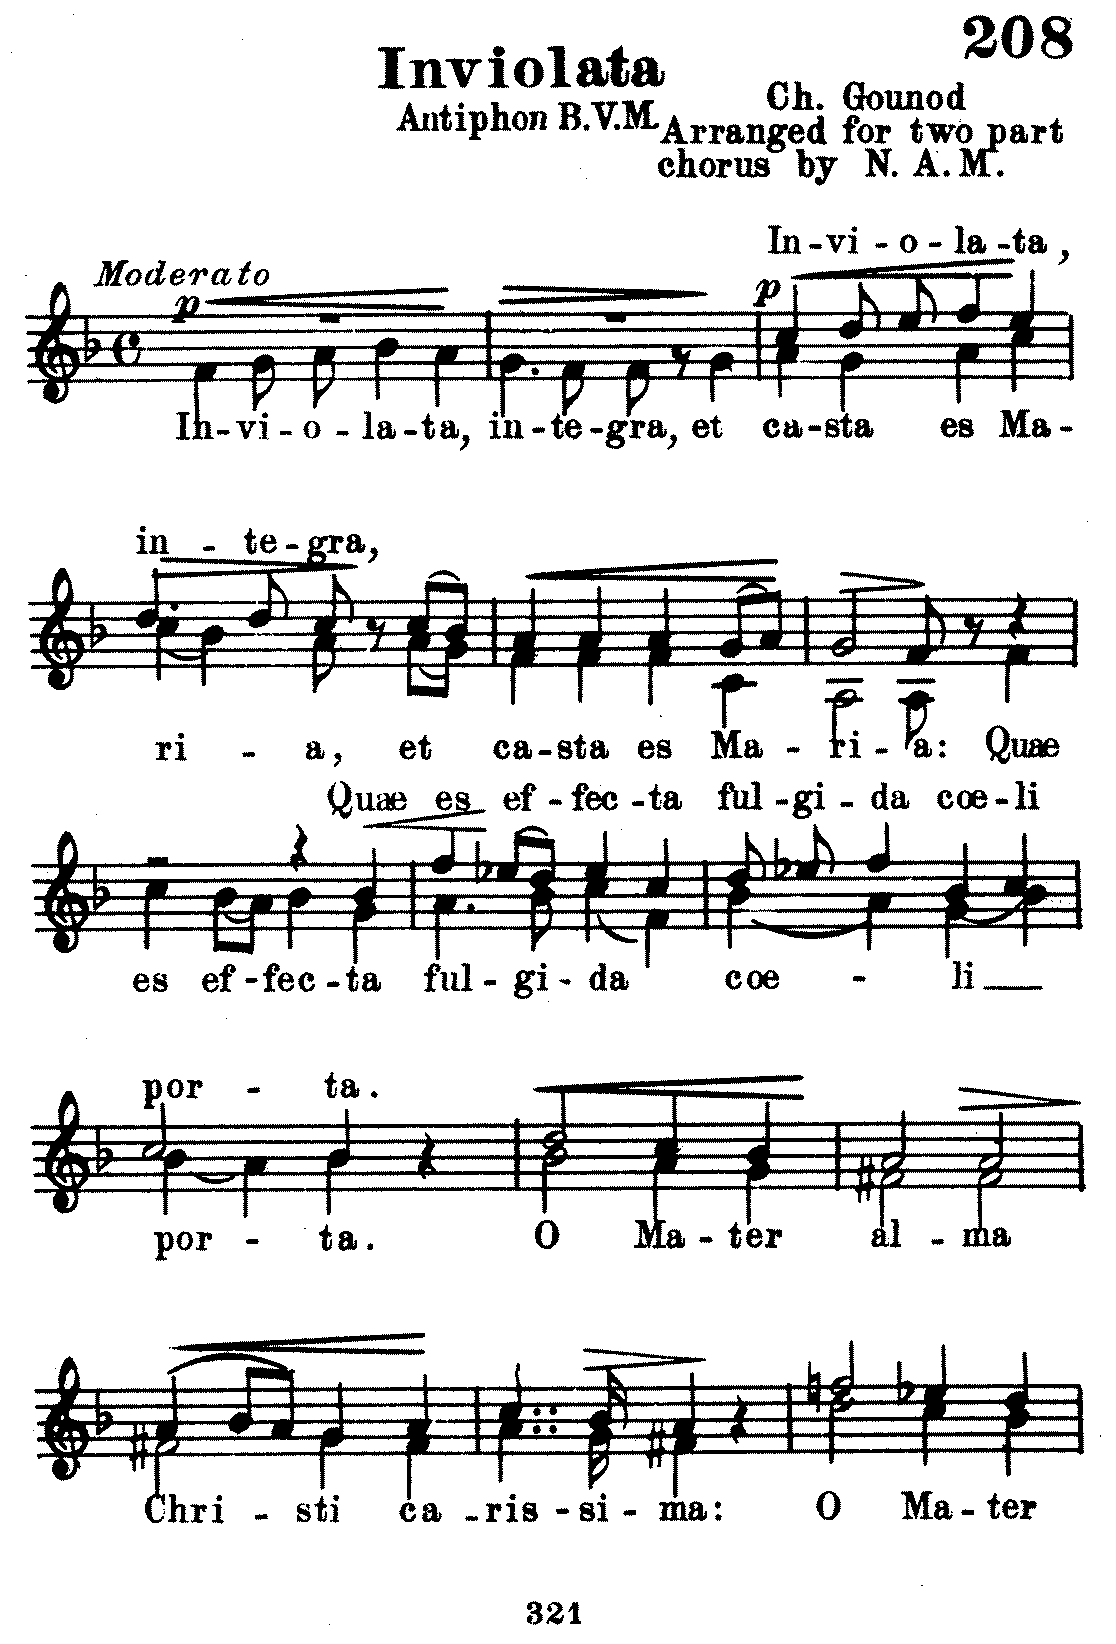 208
Inviolata
Antiphon B.V.M.
Ch. Gounod
Arranged for two part
chorus by N. A. M.
In-vi-o-la-ta,
Moderato
p
p
In-vi-o-la-ta, in-te-gra, et ca-sta es Ma-
in - te-gra,
ri - a, et ca-sta es Ma - ri - a: Quae
Quae es ef-fec-ta ful-gi-da cœ-li
es ef-fec-ta ful-gi-da cœ - li
por - ta.
por - ta. O Ma-ter al-ma
Chri - sti ca-ris-si-ma: O Ma-ter
321